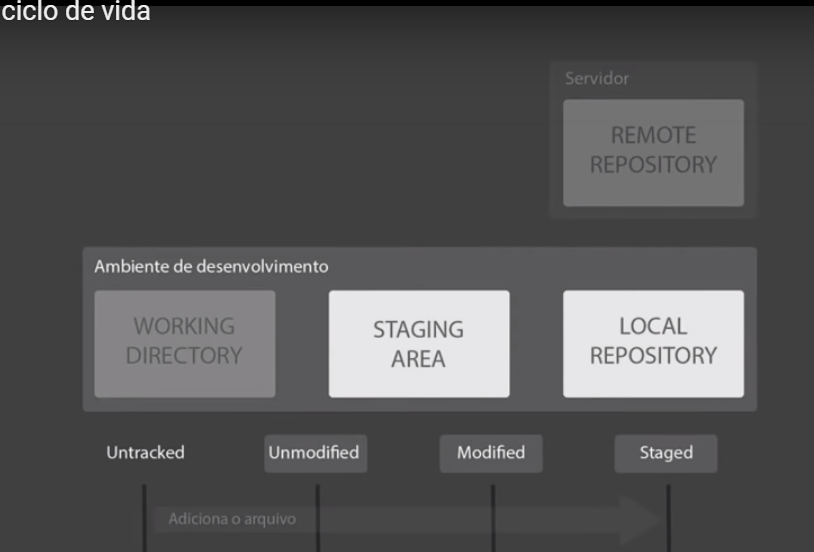 ciclo de vida
Servidor
REMOTE
REPOSITORY
Ambiente de desenvolvimento
WORKING
DIRECTORY
STAGING
AREA
LOCAL
REPOSITORY
Untracked
Unmodified
Modified
Staged
Adiciona o arquivo